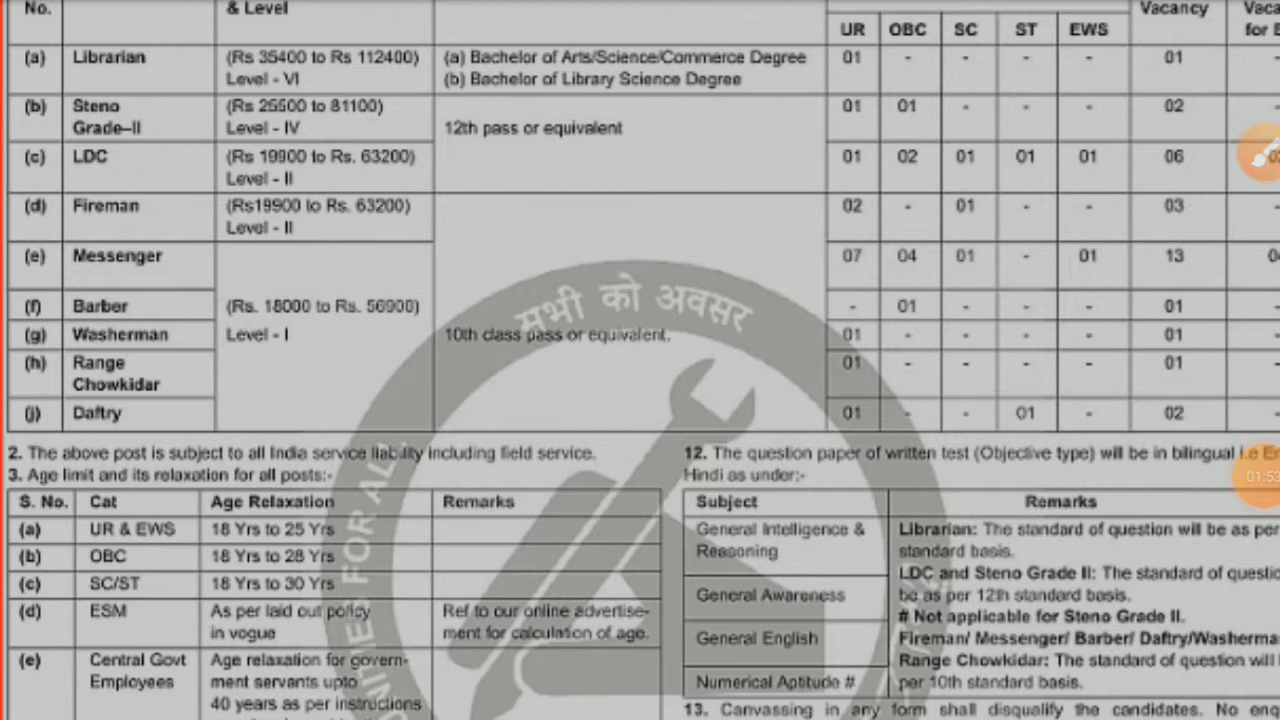 No. & Level Vacancy
UR OBC SC ST EWS for
(a) Librarian (Rs 35400 to Rs 112400) (a) Bachelor of Arts/Science/Commerce Degree 01 - - - - 01 -
Level - VI (b) Bachelor of Library Science Degree
(b) Steno (Rs 25500 to 81100) 01 01 - - - 02 -
Grade-II Level - IV 12th pass or equivalent
(c) LDC (Rs 19900 to Rs. 63200) 01 02 01 01 01 06
Level - II
(d) Fireman (Rs19900 to Rs. 63200) 02 - 01 - - 03 -
Level - II
(e) Messenger 07 04 01 - 01 13
सभी को अवसर
(f) Barber (Rs. 18000 to Rs. 56900) - 01 - - - 01 -
(g) Washerman Level - I 10th class pass or equivalent. 01 - - - - 01 -
(h) Range 01 - - - - 01 -
Chowkidar
(j) Daftry 01 - - 01 - 02 -
2. The above post is subject to all India service liability including field service.
3. Age limit and its relaxation for all posts:-
S. No. Cat Age Relaxation Remarks
(a) UR & EWS 18 Yrs to 25 Yrs
(b) OBC 18 Yrs to 28 Yrs
(c) SC/ST 18 Yrs to 30 Yrs
(d) ESM As per laid out policy Ref to our online advertise-
in vogue ment for calculation of age.
(e) Central Govt Age relaxation for govern-
Employees ment servants upto
40 years as per instructions
FOR ALL
12. The question paper of written test (Objective type) will be in bilingual i.e
Hindi as under:-
Subject Remarks
General Intelligence & Librarian: The standard of question will be as per
Reasoning standard basis.
LDC and Steno Grade II: The standard of
General Awareness be as per 12th standard basis.
# Not applicable for Steno Grade II.
General English Fireman/ Messenger/ Barber/ Daftry/
Range Chowkidar: The standard of question
Numerical Aptitude # per 10th standard basis.
13. Canvassing in any form shall disqualify the candidates. No
01:53